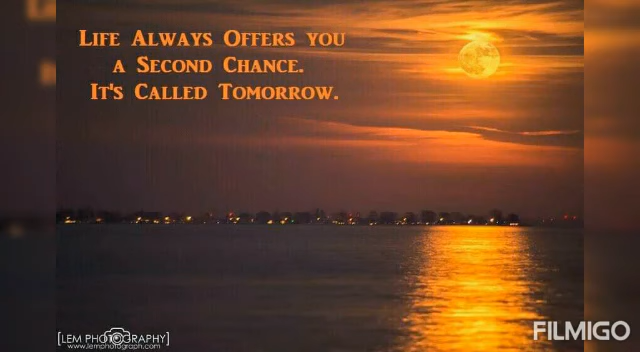 Life Always Offers you
a Second Chance.
It's Called Tomorrow.
[LEM PHOTOGRAPHY]
www.lemphotograph.com
FILMIGO